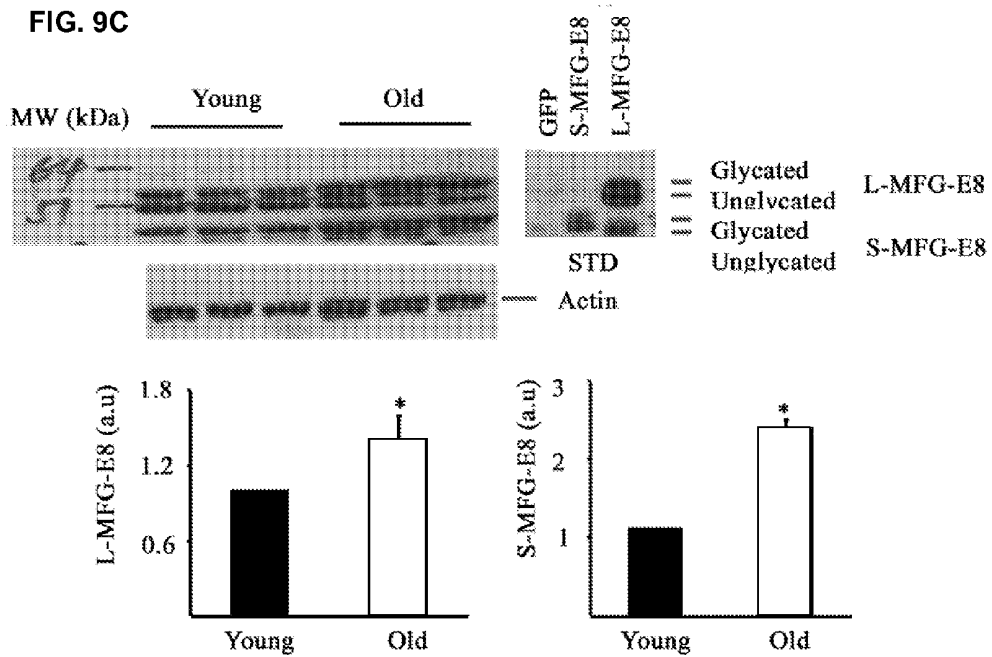 FIG. 9C
GFP
S-MFG-E8
L-MFG-E8
Young
Old
MW (kDa)
64
51
Glycated
L-MFG-E8
Unglycated
Glycated
S-MFG-E8
Unglycated
STD
Actin
L-MFG-E8 (a.u)
1.8
1.2
0.6
*
Young
Old
S-MFG-E8 (a.u)
3
2
1
*
Young
Old